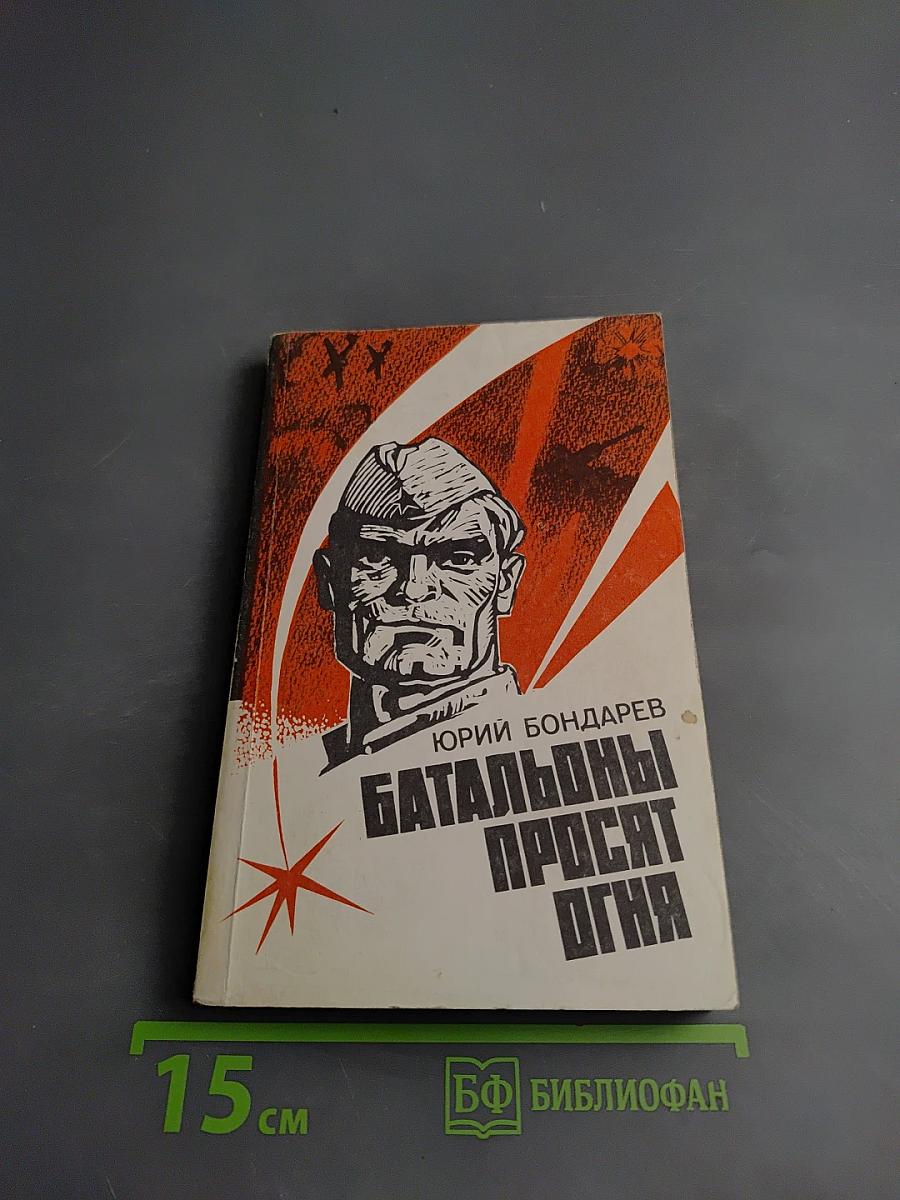 ЮРИЙ БОНДАРЕВ
БАТАЛЬОНЫ
ПРОСЯТ
ОГНЯ
15 см
БФ БИБЛИОФАН